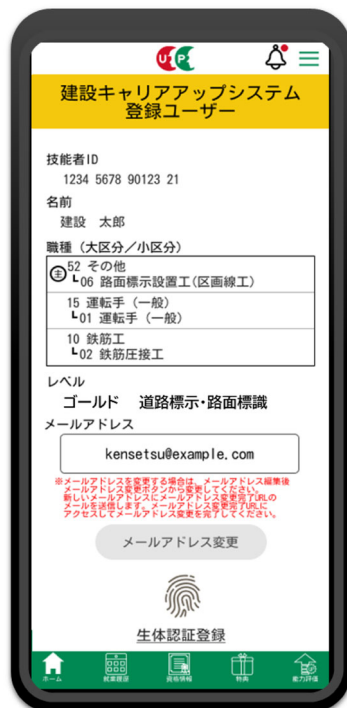 UP
建設キャリアアップシステム
登録ユーザー
技能者ID
1234 5678 90123 21
名前
建設 太郎
職種（大区分／小区分）
主 52 その他
┗06 路面標示設置工(区画線工)
15 運転手（一般）
┗01 運転手（一般）
10 鉄筋工
┗02 鉄筋圧接工
レベル
ゴールド 道路標示・路面標識
メールアドレス
kensetsu@example.com
※メールアドレスを変更する場合は、メールアドレス編集後
メールアドレス変更ボタンから変更してください。
新しいメールアドレスにメールアドレス変更完了URLの
メールを送信します。メールアドレス変更完了URLに
アクセスしてメールアドレス変更を完了してください。
メールアドレス変更
生体認証登録
ホーム 就業履歴 資格情報 特典 能力評価